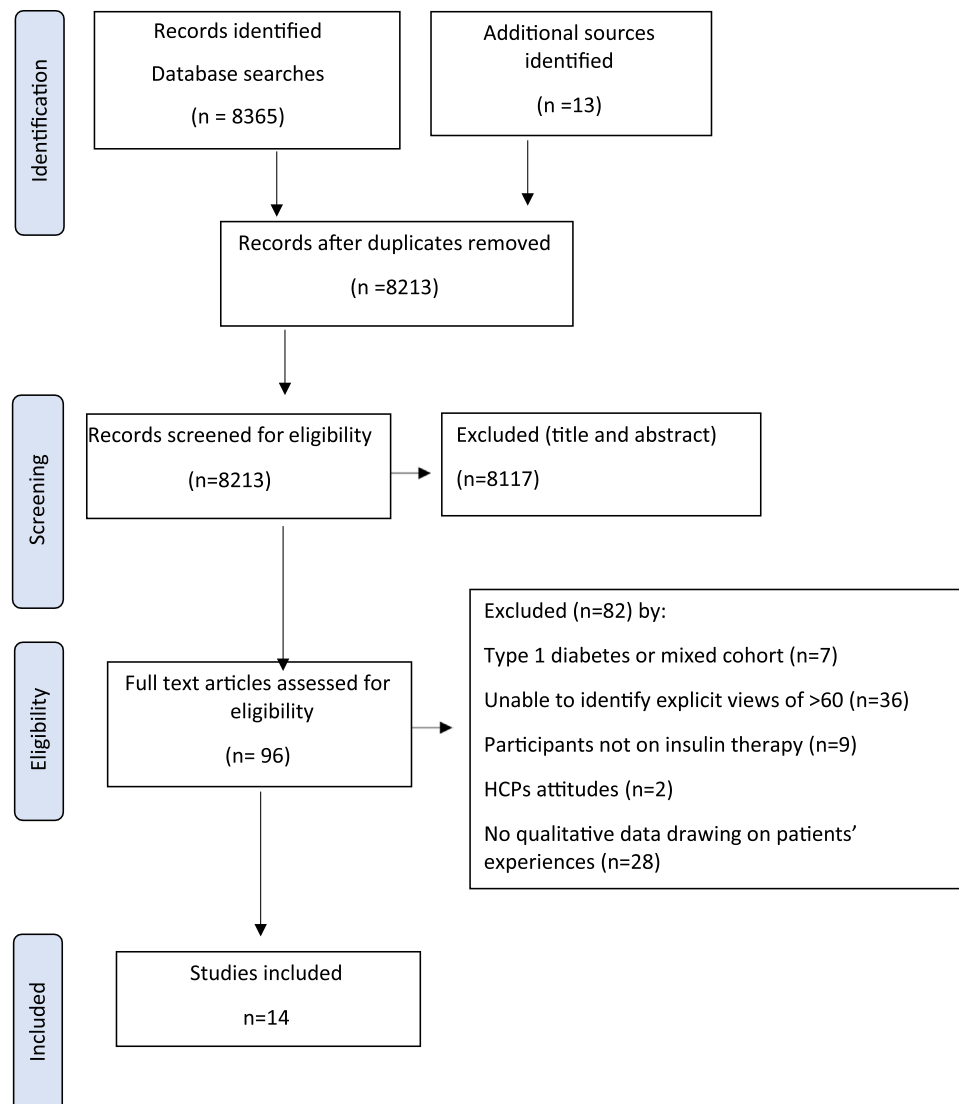 Identification
Records identified
Database searches
(n = 8365)
Additional sources
identified
(n =13)
Records after duplicates removed
(n =8213)
Screening
Records screened for eligibility
(n=8213)
Excluded (title and abstract)
(n=8117)
Eligibility
Full text articles assessed for
eligibility
(n= 96)
Excluded (n=82) by:
Type 1 diabetes or mixed cohort (n=7)
Unable to identify explicit views of >60 (n=36)
Participants not on insulin therapy (n=9)
HCPs attitudes (n=2)
No qualitative data drawing on patients’
experiences (n=28)
Included
Studies included
n=14